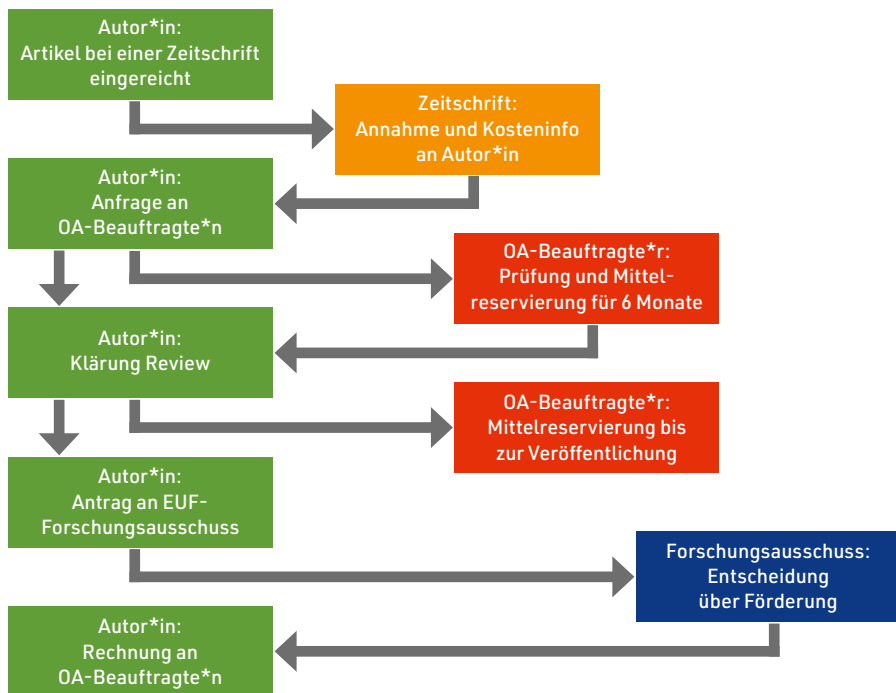 Autor*in:
Artikel bei einer Zeitschrift
eingereicht
Zeitschrift:
Annahme und Kosteninfo
an Autor*in
Autor*in:
Anfrage an
OA-Beauftragte*n
OA-Beauftragte*r:
Prüfung und Mittel-
reservierung für 6 Monate
Autor*in:
Klärung Review
OA-Beauftragte*r:
Mittelreservierung bis
zur Veröffentlichung
Autor*in:
Antrag an EUF-
Forschungsausschuss
Forschungsausschuss:
Entscheidung
über Förderung
Autor*in:
Rechnung an
OA-Beauftragte*n